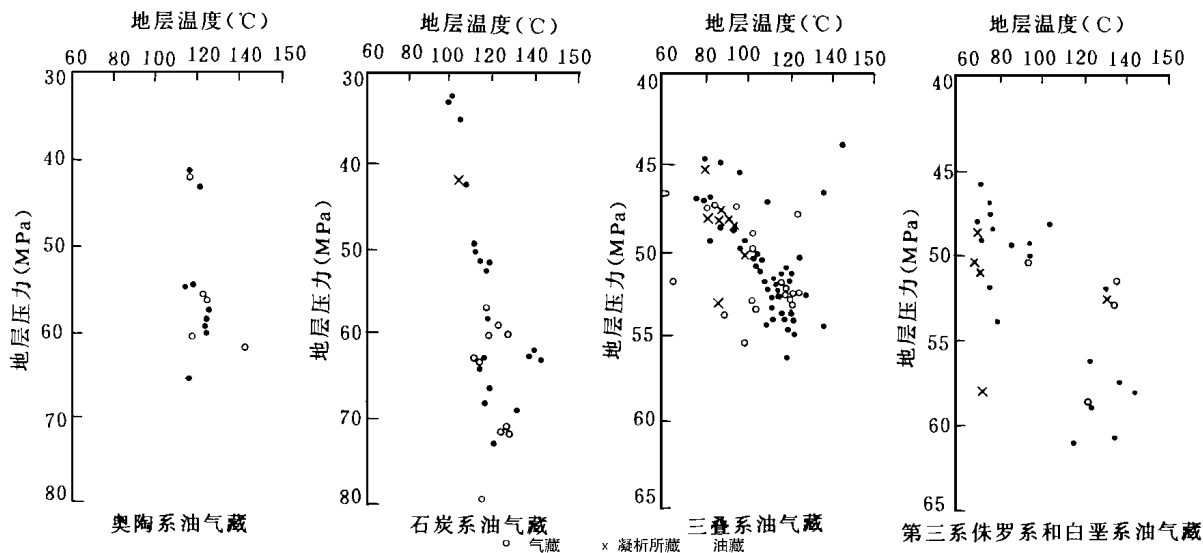 地层温度(℃) 地层温度(℃) 地层温度(℃) 地层温度(℃)
60 80 100 120 150 60 80 100 120 150 60 80 100 120 150 60 80 100 120 150
30 30 40 40
40 40 45 45
50 50 50 50
60 60 55 55
70 70 60 60
80 80 65 65
地层压力(MPa) 地层压力(MPa) 地层压力(MPa) 地层压力(MPa)
奥陶系油气藏 石炭系油气藏 三叠系油气藏 第三系侏罗系和白垩系油气藏
o 气藏 x 凝析所藏 油藏